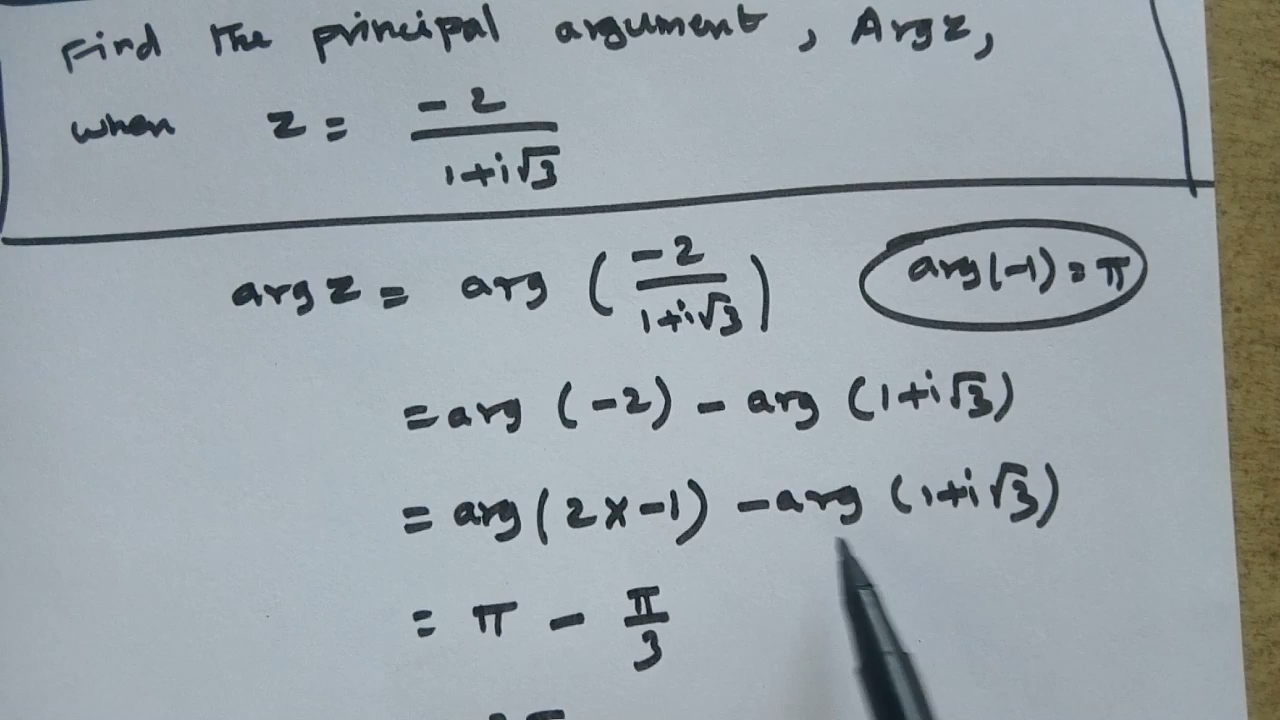 Find the principal argument, Arg z,
when z = -2/(1+i√3)
arg z = arg (-2/(1+i√3))
arg(-1) = π
= arg (-2) - arg (1+i√3)
= arg(2x-1) - arg (1+i√3)
= π - π/3